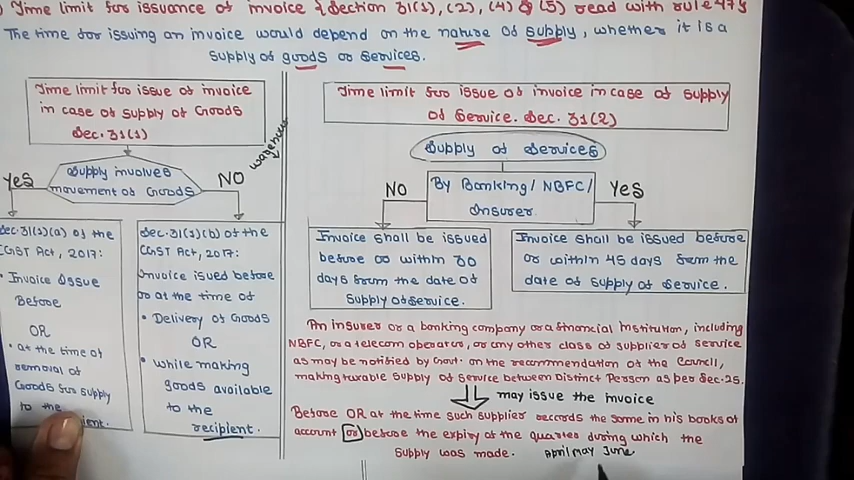 Time limit for issuance of invoice {Section 31(1), (2), (4) & (5) read with rule 47}
The time for issuing an invoice would depend on the nature of supply, whether it is a
supply of goods or services.
Time limit for issue of invoice
in case of supply of Goods
Sec. 31(1)
Supply involves
movement of Goods
Yes
NO
Sec. 31(1)(a) of the
CGST Act, 2017:
• Invoice Issue
Before
OR
• at the time of
removal of
Goods for supply
to the
Sec. 31(1)(b) of the
CGST Act, 2017:
Invoice isued before
or at the time of
• Delivery of Goods
OR
• while making
goods available
to the
recipient.
Time limit for issue of invoice in case of supply
of Service. Sec. 31(2)
Supply of Services
By Banking/NBFC/
Insurer
NO
Yes
Invoice shall be issued
before or within 30
days from the date of
supply of service.
Invoice shall be issued before
or within 45 days from the
date of supply of service.
An insurer or a banking company or a financial institution, including
NBFC, or a telecom operator, or any other class of supplier of service
as may be notified by Govt. on the recommendation of the Council,
making taxable supply of service between Distinct Person as per Sec-25.
may issue the invoice
Before OR at the time such supplier records the same in his books of
account or before the expiry of the quarter during which the
supply was made. April May June